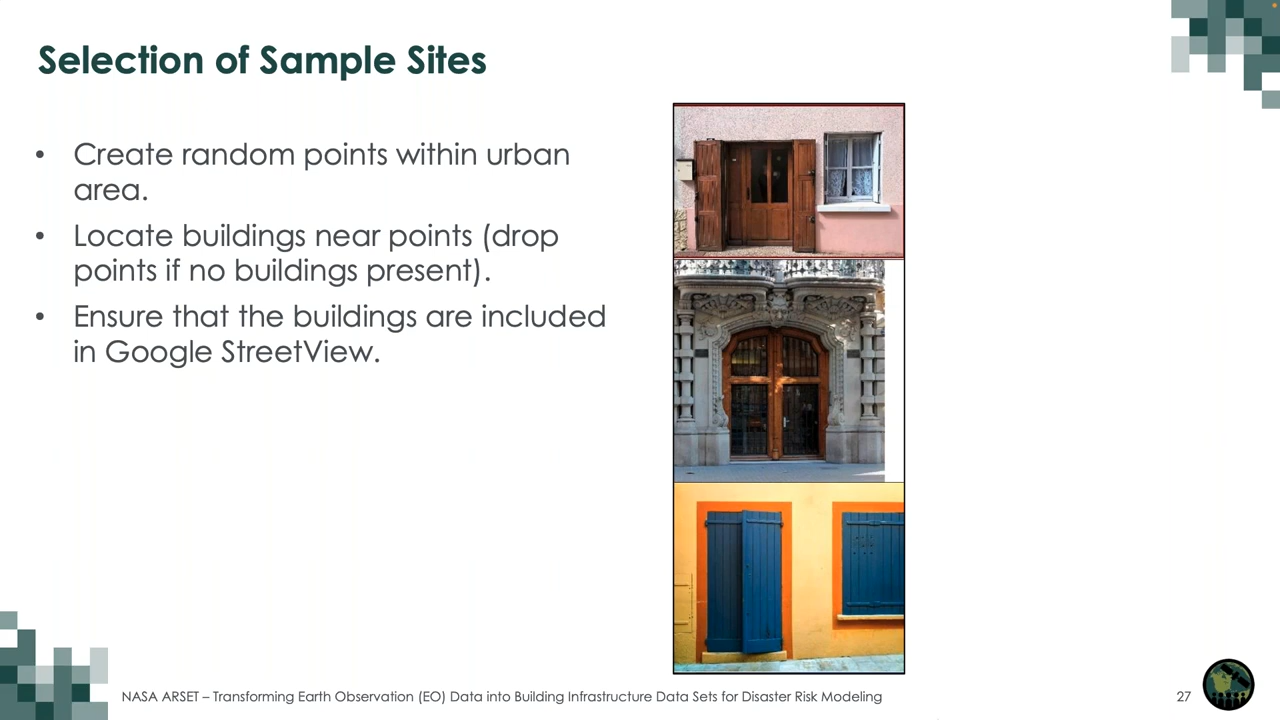 Selection of Sample Sites
• Create random points within urban
area.
• Locate buildings near points (drop
points if no buildings present).
• Ensure that the buildings are included
in Google StreetView.
NASA ARSET – Transforming Earth Observation (EO) Data into Building Infrastructure Data Sets for Disaster Risk Modeling
27